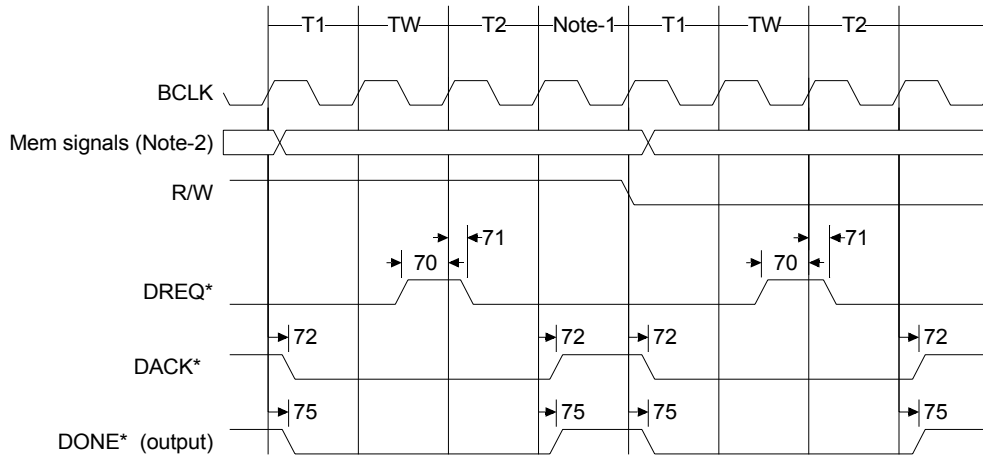 T1 TW T2 Note-1 T1 TW T2
BCLK
Mem signals (Note-2)
R/W
71 71
70 70
DREQ*
72 72 72 72
DACK*
75 75 75 75
DONE* (output)